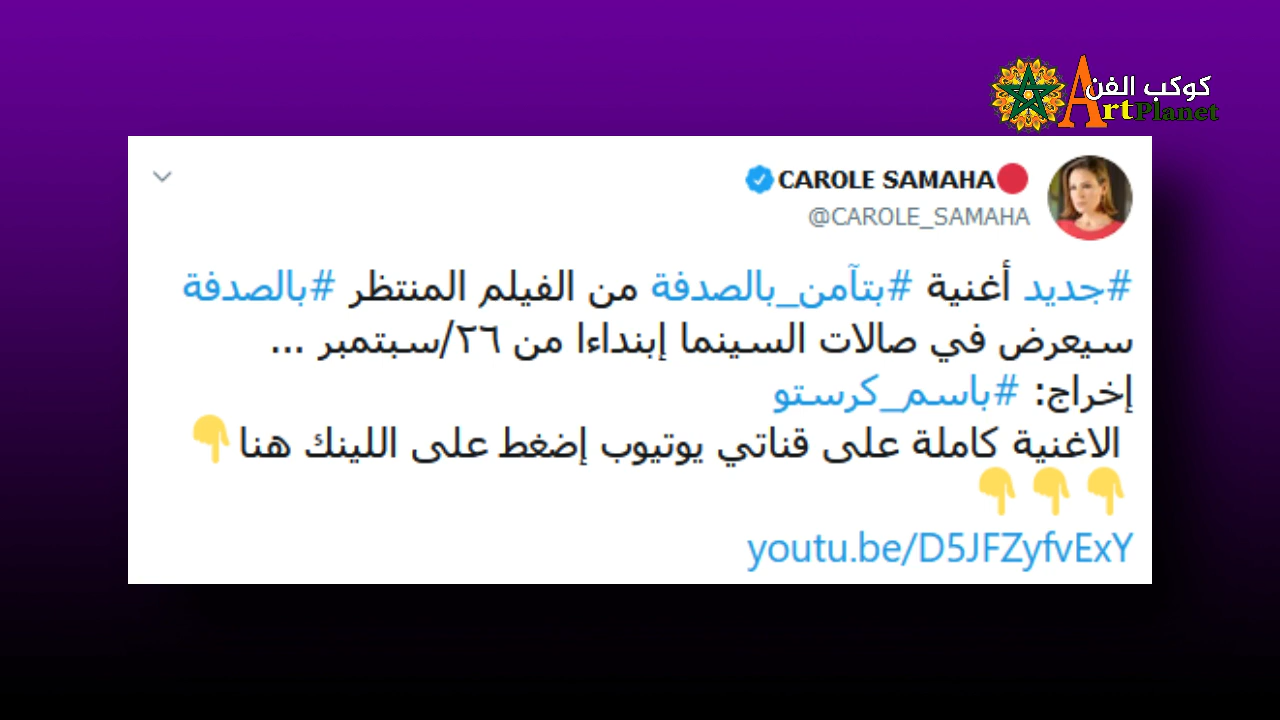 كوكب الفن
ArtPlanet
CAROLE SAMAHA
@CAROLE_SAMAHA
#جديد أغنية #بتآمن_بالصدفة من الفيلم المنتظر #بالصدفة
سيعرض في صالات السينما إبتداءا من ٢٦/سبتمبر ...
إخراج: #باسم_كرستو
الاغنية كاملة على قناتي يوتيوب إضغط على اللينك هنا👇
👇👇👇
youtu.be/D5JFZyfvExY